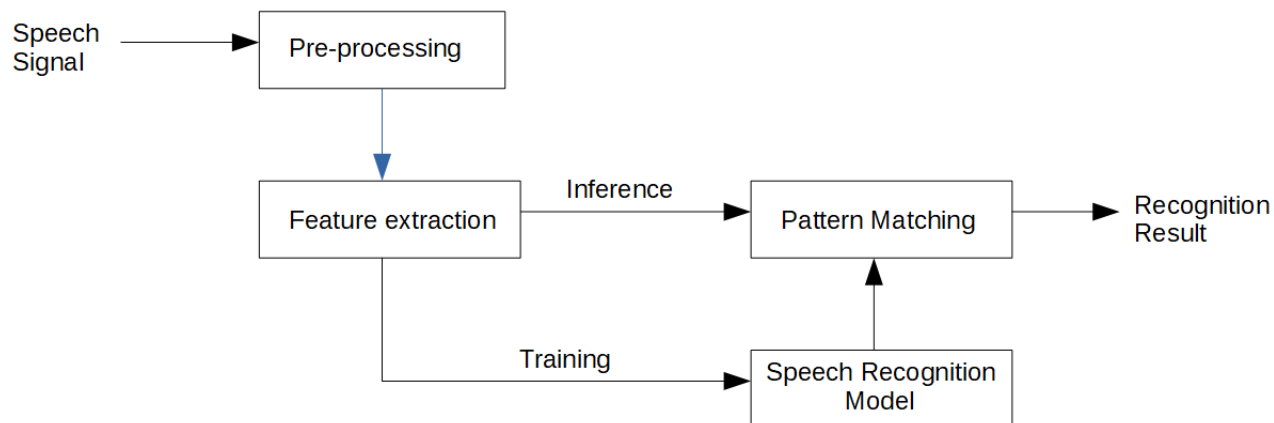 Speech
Signal
Pre-processing
Feature extraction
Inference
Pattern Matching
Recognition
Result
Training
Speech Recognition
Model